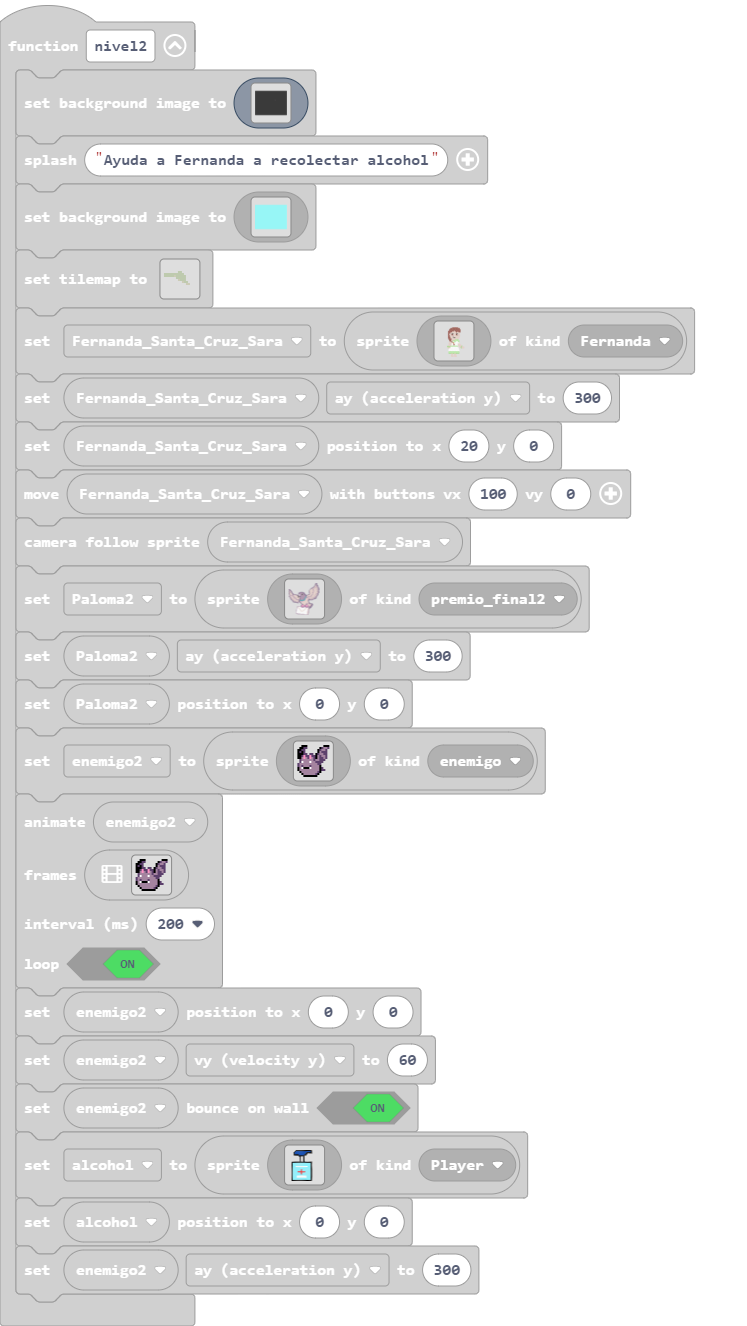 function nivel2
set background image to
splash "Ayuda a Fernanda a recolectar alcohol"
set background image to
set tilemap to
set Fernanda_Santa_Cruz_Sara to sprite of kind Fernanda
set Fernanda_Santa_Cruz_Sara ay (acceleration y) to 300
set Fernanda_Santa_Cruz_Sara position to x 20 y 0
move Fernanda_Santa_Cruz_Sara with buttons vx 100 vy 0
camera follow sprite Fernanda_Santa_Cruz_Sara
set Paloma2 to sprite of kind premio_final2
set Paloma2 ay (acceleration y) to 300
set Paloma2 position to x 0 y 0
set enemigo2 to sprite of kind enemigo
animate enemigo2
frames
interval (ms) 200
loop ON
set enemigo2 position to x 0 y 0
set enemigo2 vy (velocity y) to 60
set enemigo2 bounce on wall ON
set alcohol to sprite of kind Player
set alcohol position to x 0 y 0
set enemigo2 ay (acceleration y) to 300